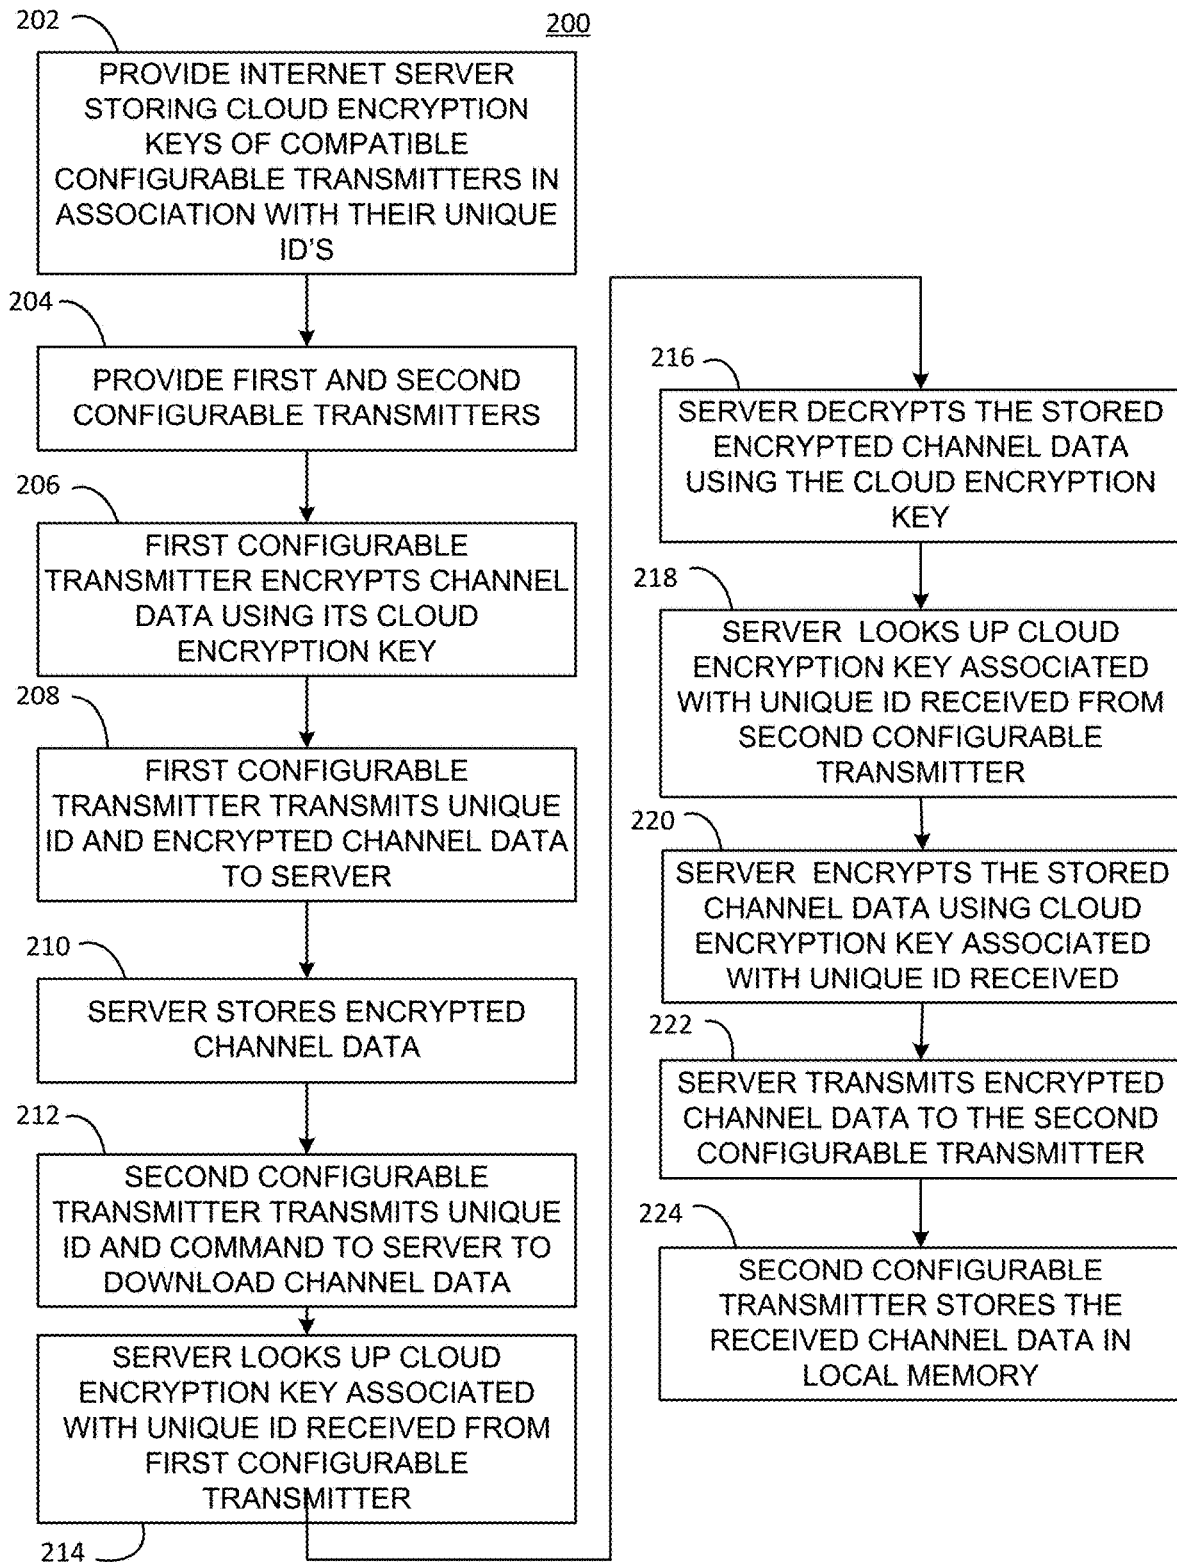 200
202
PROVIDE INTERNET SERVER
STORING CLOUD ENCRYPTION
KEYS OF COMPATIBLE
CONFIGURABLE TRANSMITTERS IN
ASSOCIATION WITH THEIR UNIQUE
ID'S
204
PROVIDE FIRST AND SECOND
CONFIGURABLE TRANSMITTERS
206
FIRST CONFIGURABLE
TRANSMITTER ENCRYPTS CHANNEL
DATA USING ITS CLOUD
ENCRYPTION KEY
208
FIRST CONFIGURABLE
TRANSMITTER TRANSMITS UNIQUE
ID AND ENCRYPTED CHANNEL DATA
TO SERVER
210
SERVER STORES ENCRYPTED
CHANNEL DATA
212
SECOND CONFIGURABLE
TRANSMITTER TRANSMITS UNIQUE
ID AND COMMAND TO SERVER TO
DOWNLOAD CHANNEL DATA
SERVER LOOKS UP CLOUD
ENCRYPTION KEY ASSOCIATED
WITH UNIQUE ID RECEIVED FROM
FIRST CONFIGURABLE
TRANSMITTER
214
216
SERVER DECRYPTS THE STORED
ENCRYPTED CHANNEL DATA
USING THE CLOUD ENCRYPTION
KEY
218
SERVER LOOKS UP CLOUD
ENCRYPTION KEY ASSOCIATED
WITH UNIQUE ID RECEIVED FROM
SECOND CONFIGURABLE
TRANSMITTER
220
SERVER ENCRYPTS THE STORED
CHANNEL DATA USING CLOUD
ENCRYPTION KEY ASSOCIATED
WITH UNIQUE ID RECEIVED
222
SERVER TRANSMITS ENCRYPTED
CHANNEL DATA TO THE SECOND
CONFIGURABLE TRANSMITTER
224
SECOND CONFIGURABLE
TRANSMITTER STORES THE
RECEIVED CHANNEL DATA IN
LOCAL MEMORY